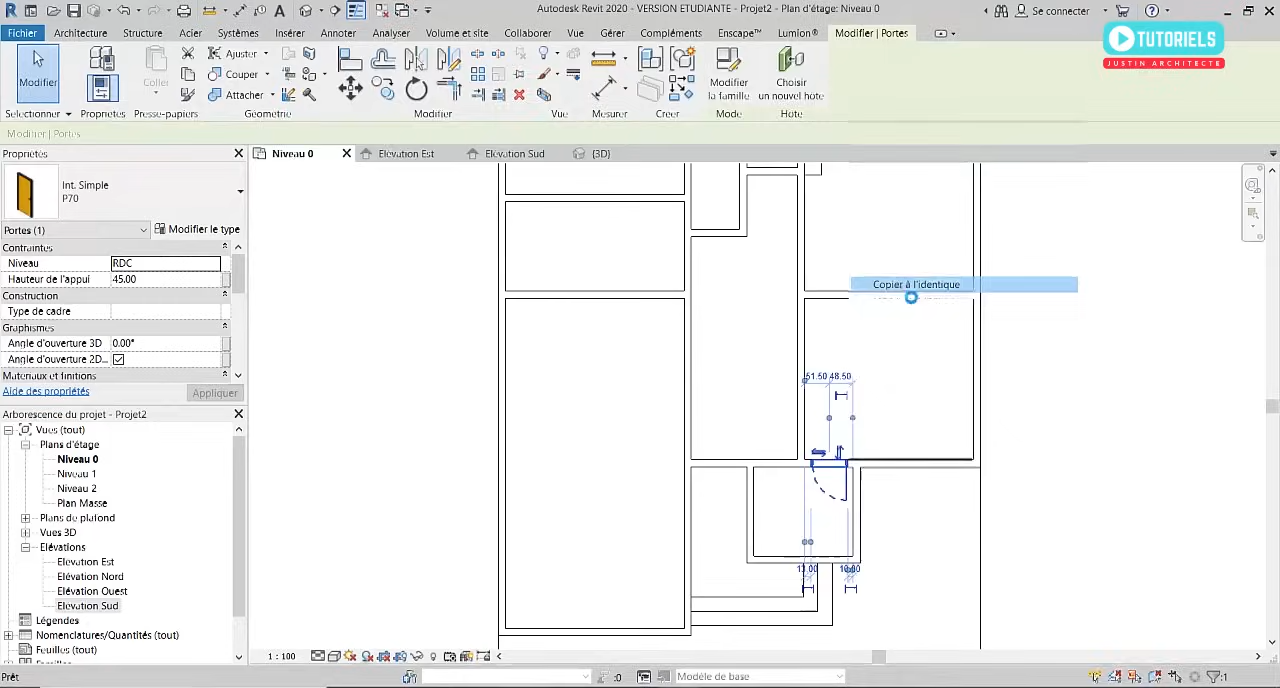 Autodesk Revit 2020 - VERSION ETUDIANTE - Projet2 - Plan d'étage: Niveau 0
Se connecter
Fichier Architecture Structure Acier Systèmes Insérer Annoter Analyser Volume et site Collaborer Vue Gérer Compléments Enscape™ Lumion® Modifier | Portes
TUTORIELS
JUSTIN ARCHITECTE
Modifier
Coller
Ajuster
Couper
Attacher
Modifier
la famille
Choisir
un nouvel hôte
Sélectionner Propriétés Presse-papiers Géométrie Modifier Vue Mesurer Créer Mode Hôte
Modifier | Portes
Propriétés
Niveau 0 Elévation Est Elévation Sud {3D}
Int. Simple
P70
Portes (1) Modifier le type
Contraintes
Niveau RDC
Hauteur de l'appui 45.00
Construction
Type de cadre
Graphismes
Angle d'ouverture 3D 0.00°
Angle d'ouverture 2D...
Matériaux et finitions
Aide des propriétés Appliquer
Copier à l'identique
51.50 48.50
13.00 10.00
Arborescence du projet - Projet2
Vues (tout)
Plans d'étage
Niveau 0
Niveau 1
Niveau 2
Plan Masse
Plans de plafond
Vues 3D
Elévations
Elévation Est
Elévation Nord
Elévation Ouest
Elévation Sud
Légendes
Nomenclatures/Quantités (tout)
Feuilles (tout)
Familles
1 : 100
Prêt
:0
Modèle de base
:1